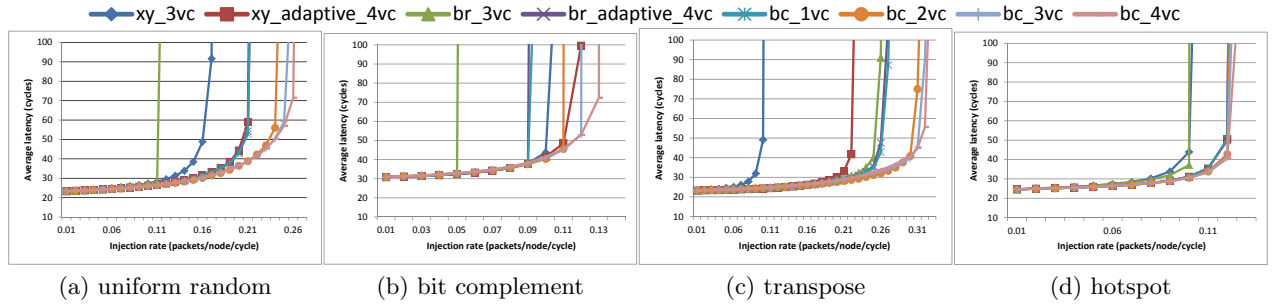 xy_3vc xy_adaptive_4vc br_3vc br_adaptive_4vc bc_1vc bc_2vc bc_3vc bc_4vc
100
90
80
70
60
50
40
30
20
10
Average latency (cycles)
0.01 0.06 0.11 0.16 0.21 0.26
Injection rate (packets/node/cycle)
(a) uniform random
100
90
80
70
60
50
40
30
20
10
Average latency (cycles)
0.01 0.03 0.05 0.07 0.09 0.11 0.13
Injection rate (packets/node/cycle)
(b) bit complement
100
90
80
70
60
50
40
30
20
10
Average latency (cycles)
0.01 0.06 0.11 0.16 0.21 0.26 0.31
Injection rate (packets/node/cycle)
(c) transpose
100
90
80
70
60
50
40
30
20
10
Average latency (cycles)
0.01 0.06 0.11
Injection rate (packets/node/cycle)
(d) hotspot